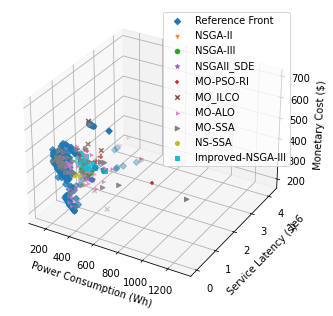 Reference Front
NSGA-II
NSGA-III
NSGAII_SDE
MO-PSO-RI
MO_ILCO
MO-ALO
MO-SSA
NS-SSA
Improved-NSGA-III
700
600
500
400
300
200
Monetary Cost ($)
200
400
600
800
1000
1200
Power Consumption (Wh)
0
1
2
3
4
1e6
Service Latency (s)